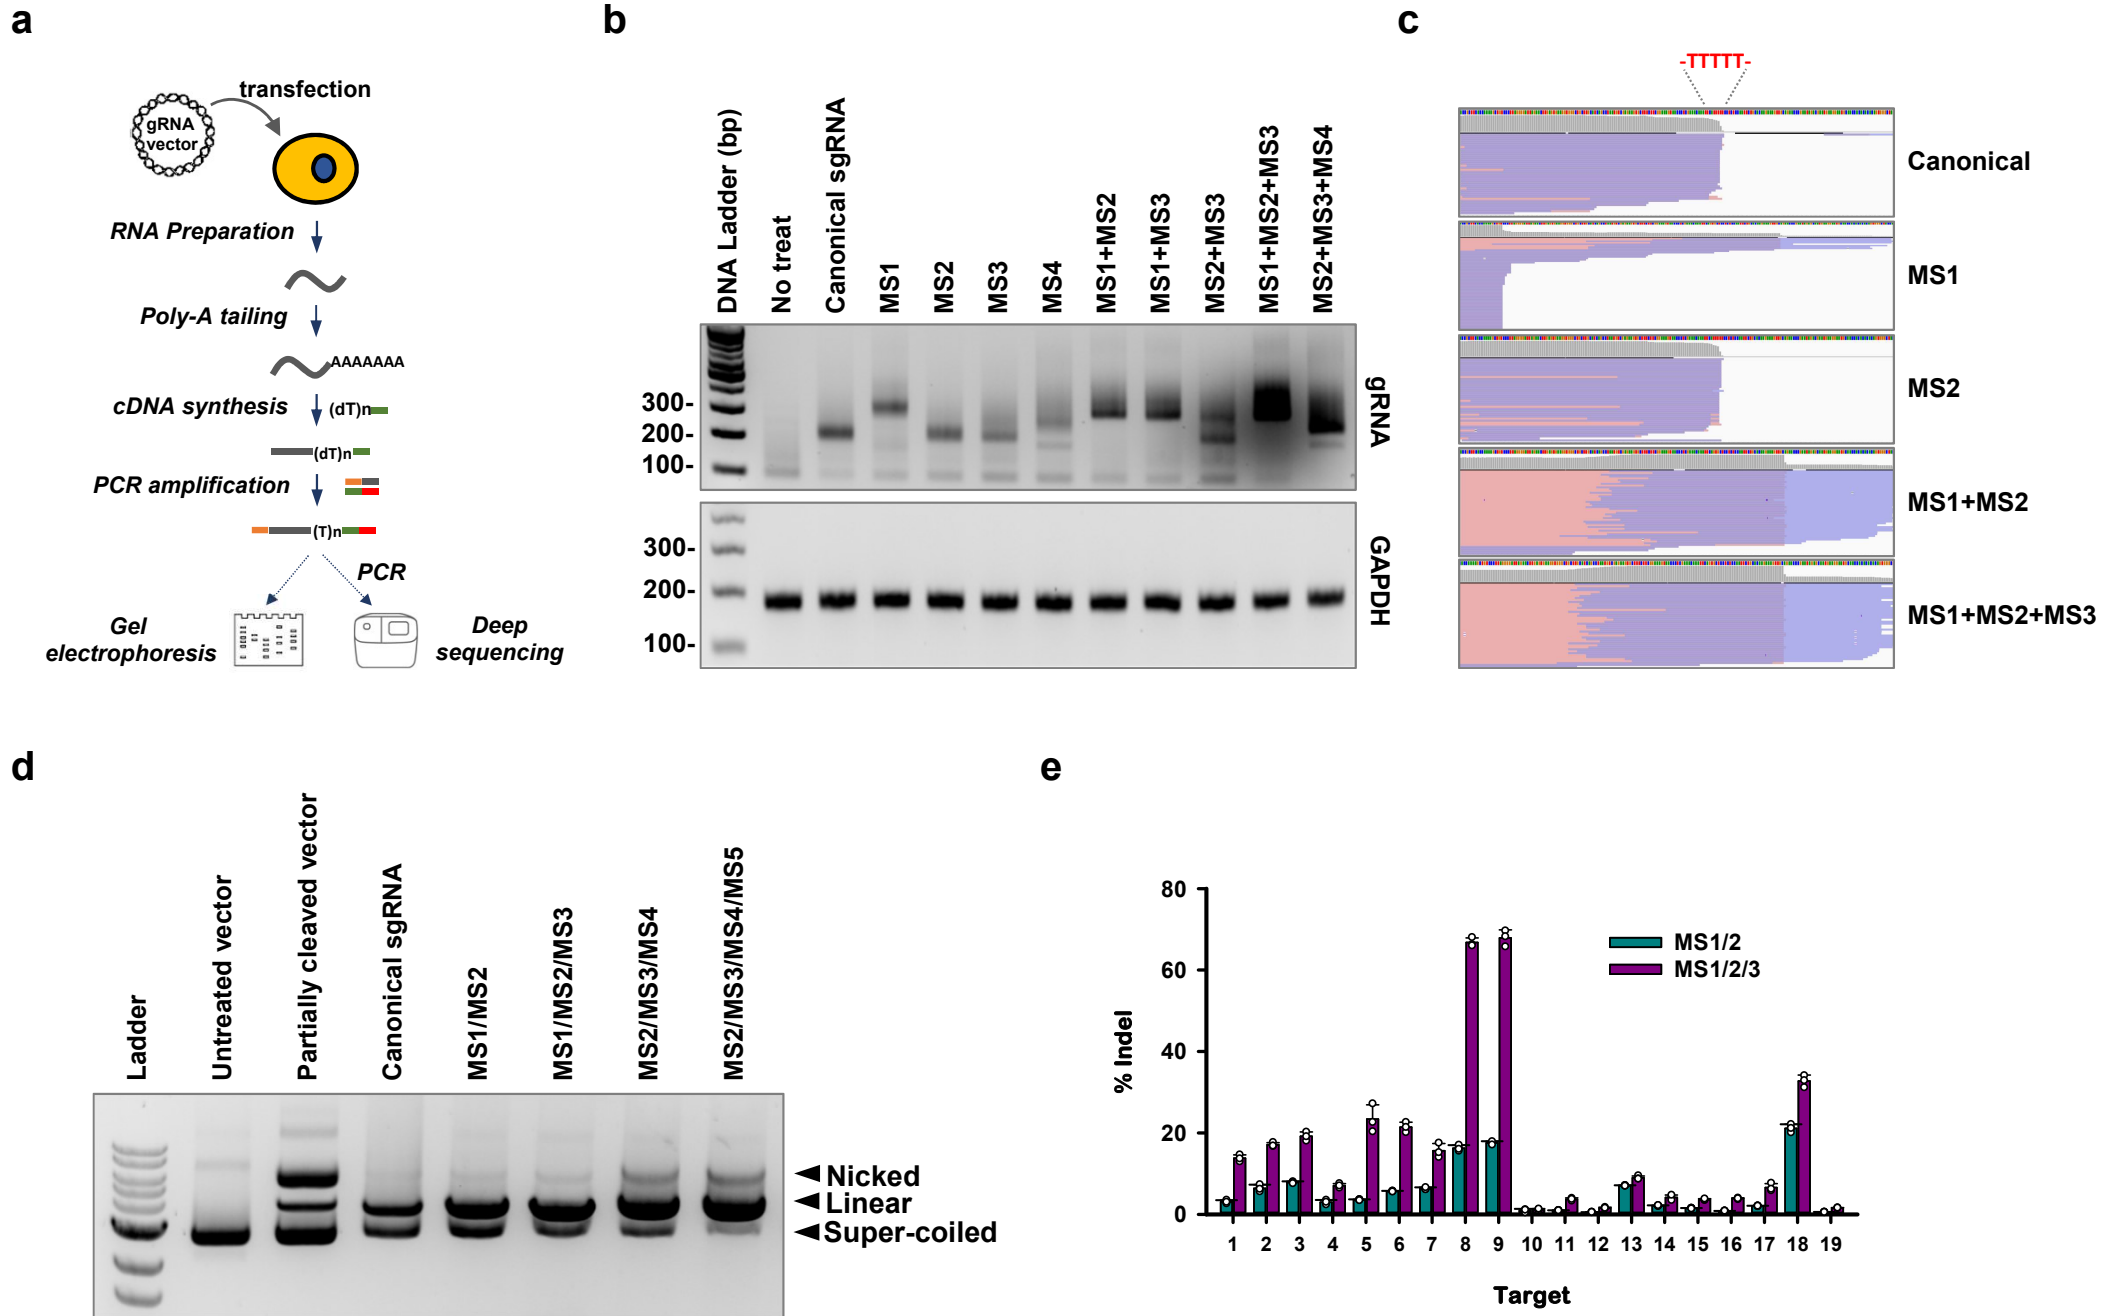 a
gRNA
vector
transfection
RNA Preparation
Poly-A tailing
AAAAAAA
cDNA synthesis
(dT)n
(dT)n
PCR amplification
(T)n
PCR
Gel
electrophoresis
Deep
sequencing
b
DNA Ladder (bp)
No treat
Canonical sgRNA
MS1
MS2
MS3
MS4
MS1+MS2
MS1+MS3
MS2+MS3
MS1+MS2+MS3
MS2+MS3+MS4
300-
200-
100-
gRNA
300-
200-
100-
GAPDH
c
-TTTTT-
Canonical
MS1
MS2
MS1+MS2
MS1+MS2+MS3
d
Ladder
Untreated vector
Partially cleaved vector
Canonical sgRNA
MS1/MS2
MS1/MS2/MS3
MS2/MS3/MS4
MS2/MS3/MS4/MS5
Nicked
Linear
Super-coiled
e
% Indel
80
60
40
20
0
MS1/2
MS1/2/3
1 2 3 4 5 6 7 8 9 10 11 12 13 14 15 16 17 18 19
Target